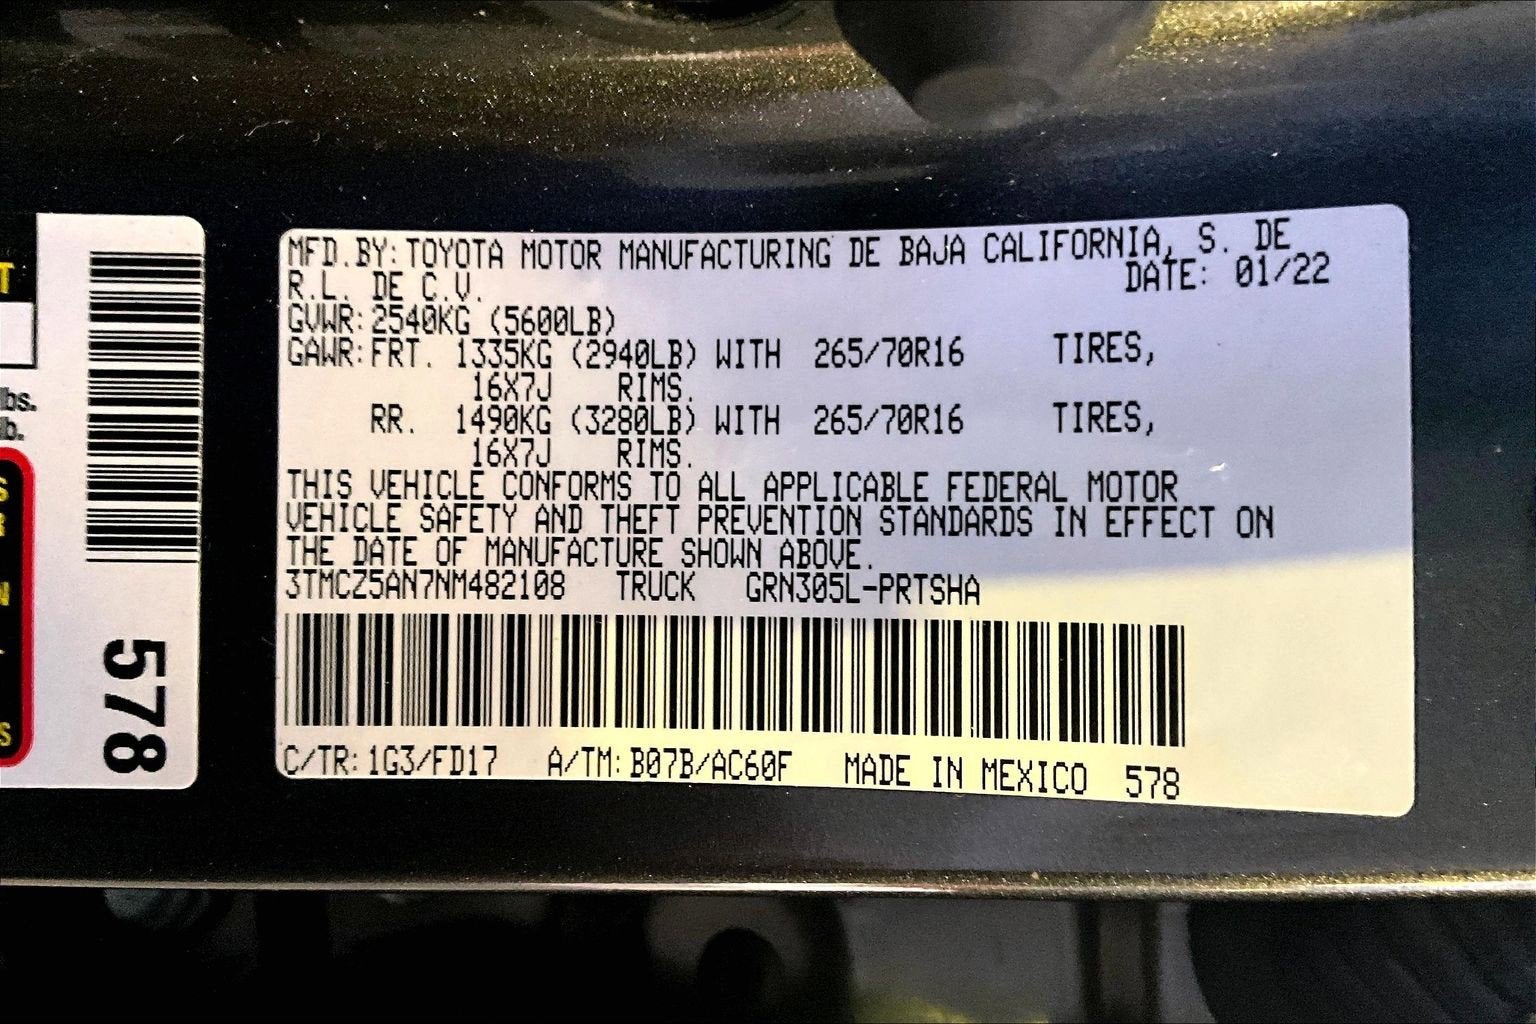 T
lbs.
lb.
S
R
N
S
578
MFD.BY:TOYOTA MOTOR MANUFACTURING DE BAJA CALIFORNIA, S. DE
R.L. DE C.V. DATE: 01/22
GVWR:2540KG (5600LB)
GAWR:FRT. 1335KG (2940LB) WITH 265/70R16 TIRES,
16X7J RIMS.
RR. 1490KG (3280LB) WITH 265/70R16 TIRES,
16X7J RIMS.
THIS VEHICLE CONFORMS TO ALL APPLICABLE FEDERAL MOTOR
VEHICLE SAFETY AND THEFT PREVENTION STANDARDS IN EFFECT ON
THE DATE OF MANUFACTURE SHOWN ABOVE.
3TMCZ5AN7NM482108 TRUCK GRN305L-PRTSHA
C/TR:1G3/FD17 A/TM:B07B/AC60F MADE IN MEXICO 578